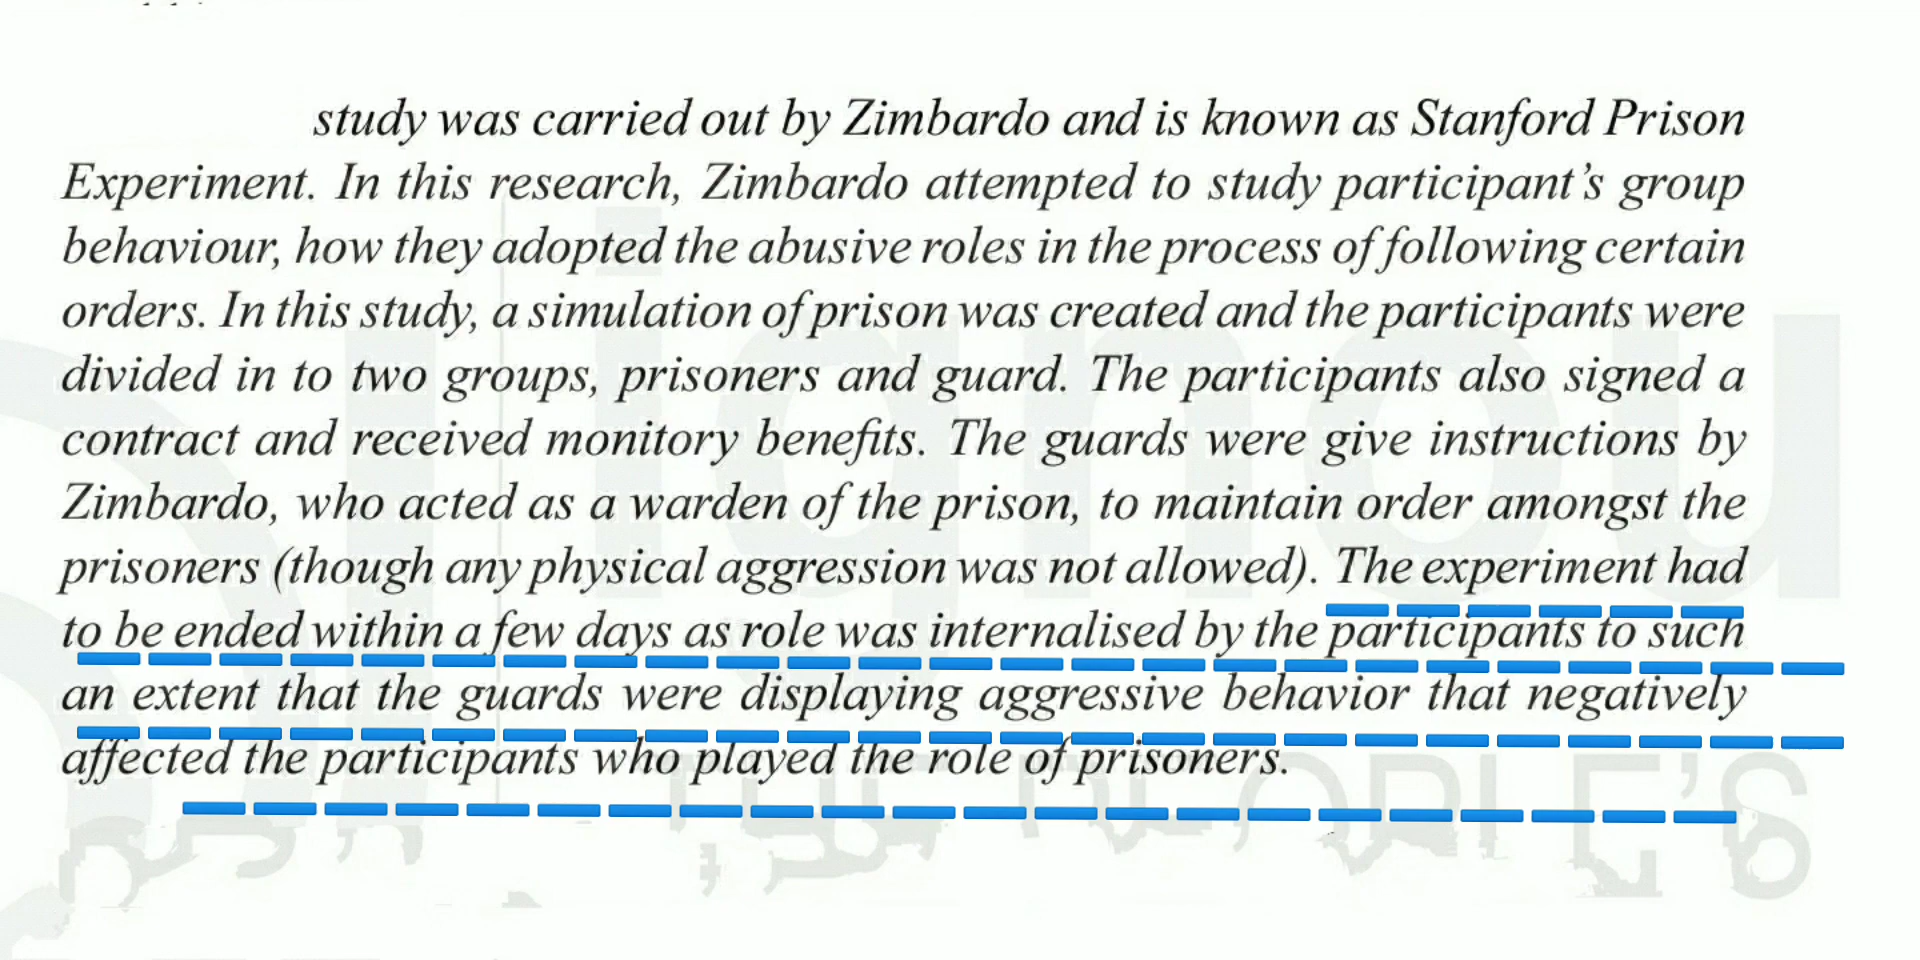 study was carried out by Zimbardo and is known as Stanford Prison
Experiment. In this research, Zimbardo attempted to study participant's group
behaviour, how they adopted the abusive roles in the process of following certain
orders. In this study, a simulation of prison was created and the participants were
divided in to two groups, prisoners and guard. The participants also signed a
contract and received monitory benefits. The guards were give instructions by
Zimbardo, who acted as a warden of the prison, to maintain order amongst the
prisoners (though any physical aggression was not allowed). The experiment had
to be ended within a few days as role was internalised by the participants to such
an extent that the guards were displaying aggressive behavior that negatively
affected the participants who played the role of prisoners.
ignou
THE PEOPLE'S